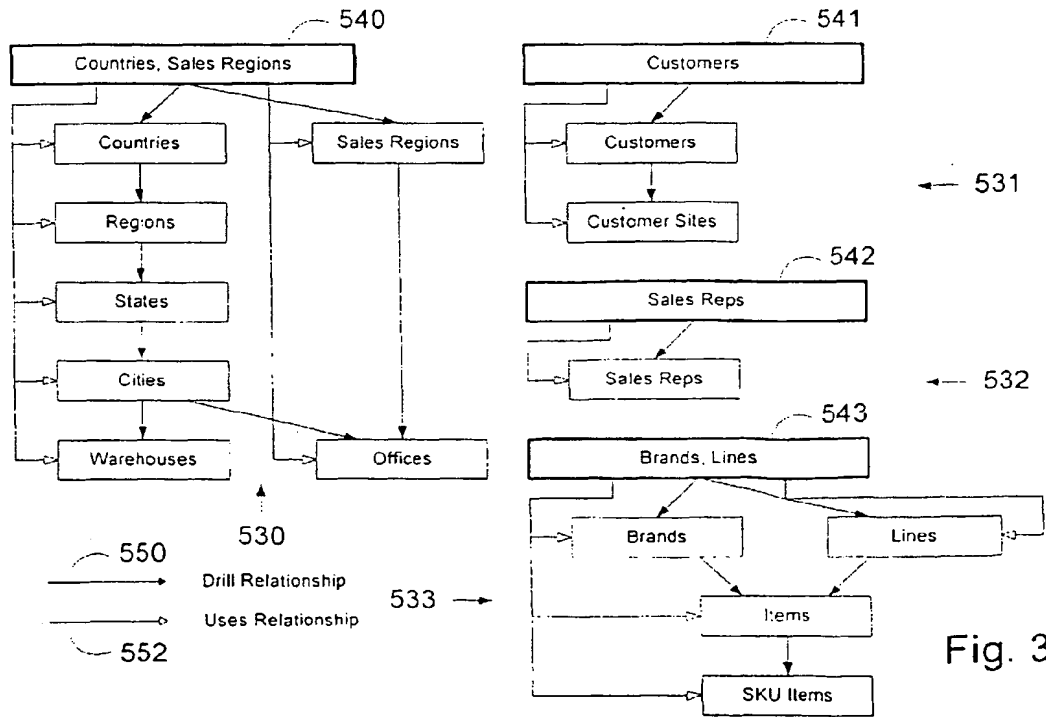 540
Countries, Sales Regions
Countries
Sales Regions
Regions
States
Cities
Warehouses
Offices
530
550
Drill Relationship
Uses Relationship
552
541
Customers
Customers
531
Customer Sites
542
Sales Reps
Sales Reps
532
543
Brands, Lines
Brands
Lines
533
Items
SKU Items
Fig. 3